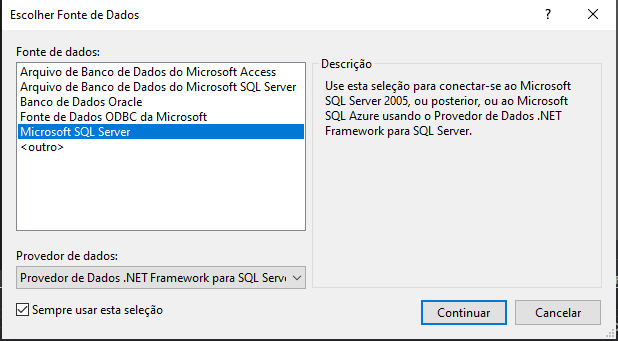 Escolher Fonte de Dados
Fonte de dados:
Arquivo de Banco de Dados do Microsoft Access
Arquivo de Banco de Dados do Microsoft SQL Server
Banco de Dados Oracle
Fonte de Dados ODBC da Microsoft
Microsoft SQL Server
<outro>
Descrição
Use esta seleção para conectar-se ao Microsoft
SQL Server 2005, ou posterior, ou ao Microsoft
SQL Azure usando o Provedor de Dados .NET
Framework para SQL Server.
Provedor de dados:
Provedor de Dados .NET Framework para SQL Serve
Sempre usar esta seleção
Continuar
Cancelar